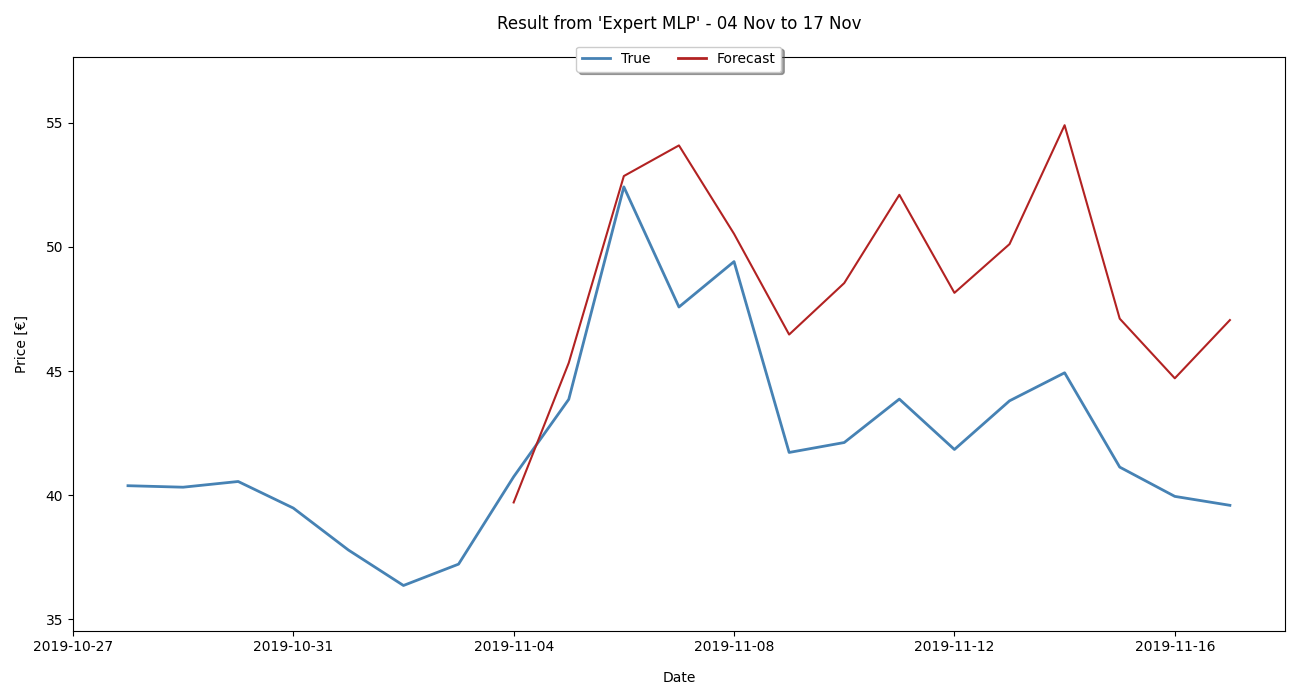 Result from 'Expert MLP' - 04 Nov to 17 Nov
True Forecast
55
50
45
40
35
Price [€]
2019-10-27 2019-10-31 2019-11-04 2019-11-08 2019-11-12 2019-11-16
Date